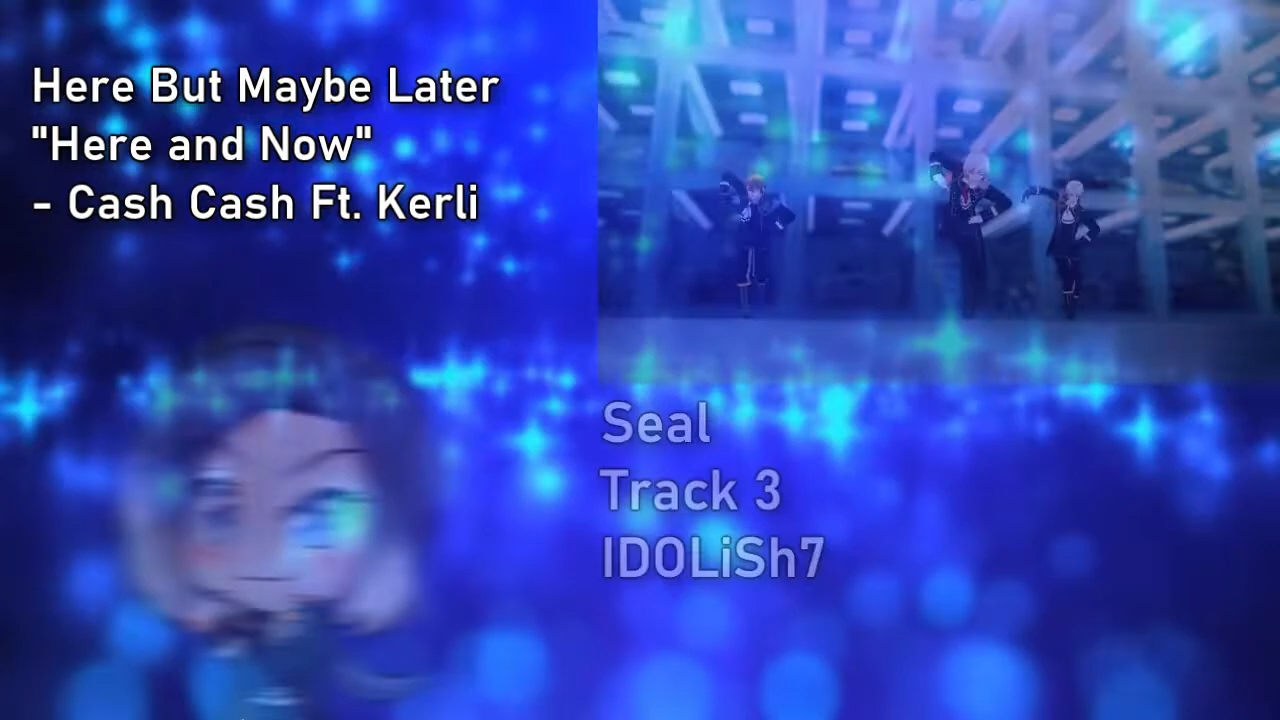 Here But Maybe Later
"Here and Now"
- Cash Cash Ft. Kerli
Seal
Track 3
IDOLiSh7